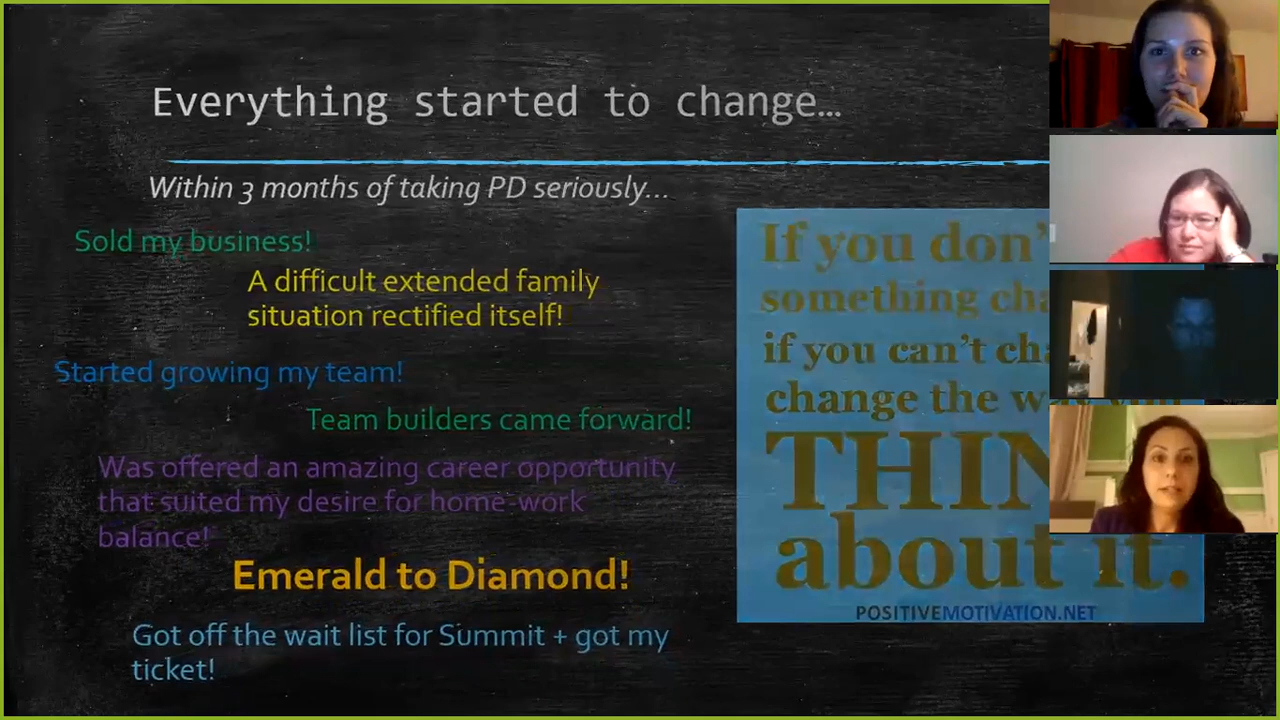 Everything started to change…
Within 3 months of taking PD seriously…
Sold my business!
A difficult extended family
situation rectified itself!
Started growing my team!
Team builders came forward!
Was offered an amazing career opportunity
that suited my desire for home-work
balance!
Emerald to Diamond!
Got off the wait list for Summit + got my
ticket!
If you don'
something cha
if you can't cha
change the
THIN
about it.
POSITIVEMOTIVATION.NET